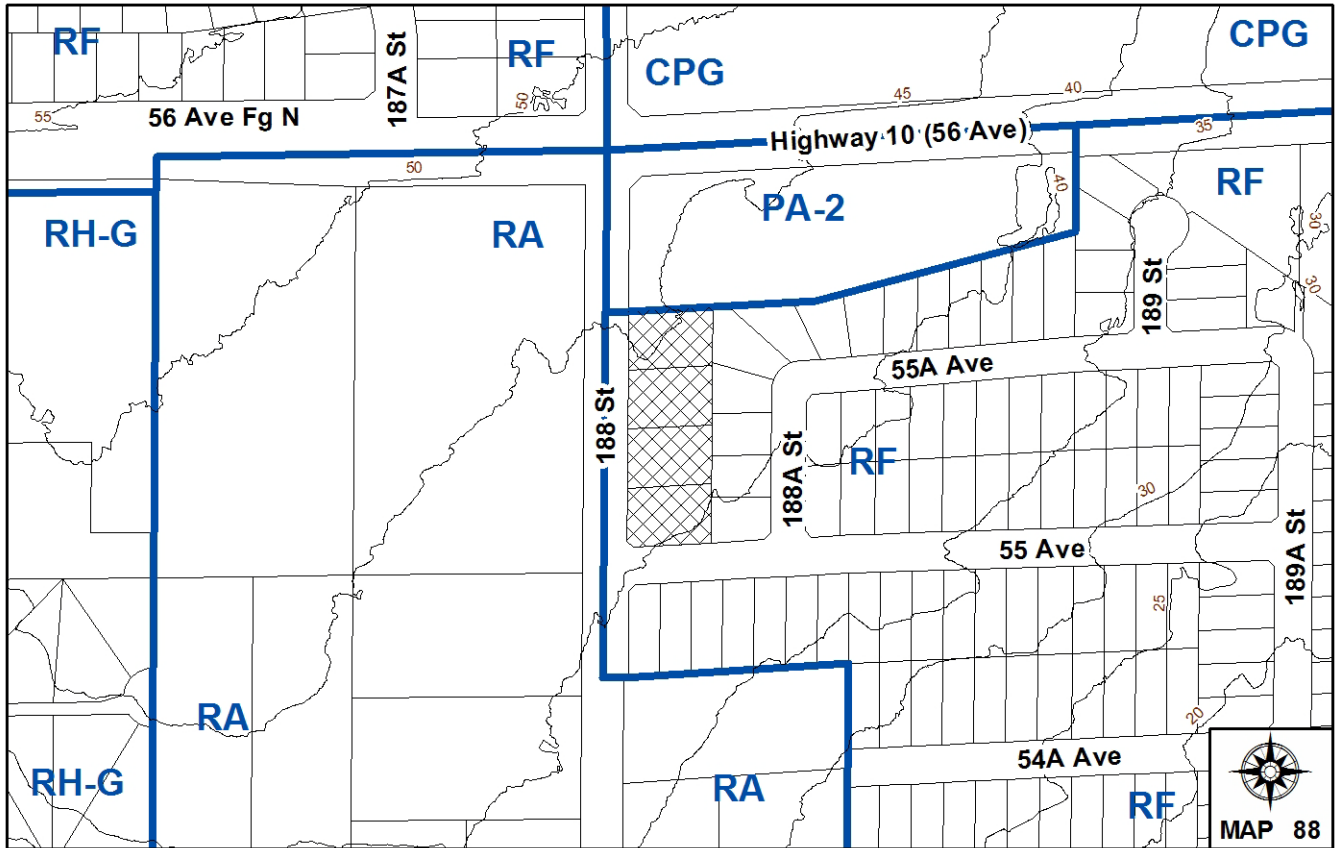 RF
187A St
RF
CPG
CPG
55
56 Ave Fg N
50
45
40
Highway 10 (56 Ave)
35
50
RH-G
RA
PA-2
40
RF
30
30
189 St
55A Ave
188 St
188A St
RF
30
55 Ave
189A St
25
RA
RH-G
RA
54A Ave
20
RF
MAP 88